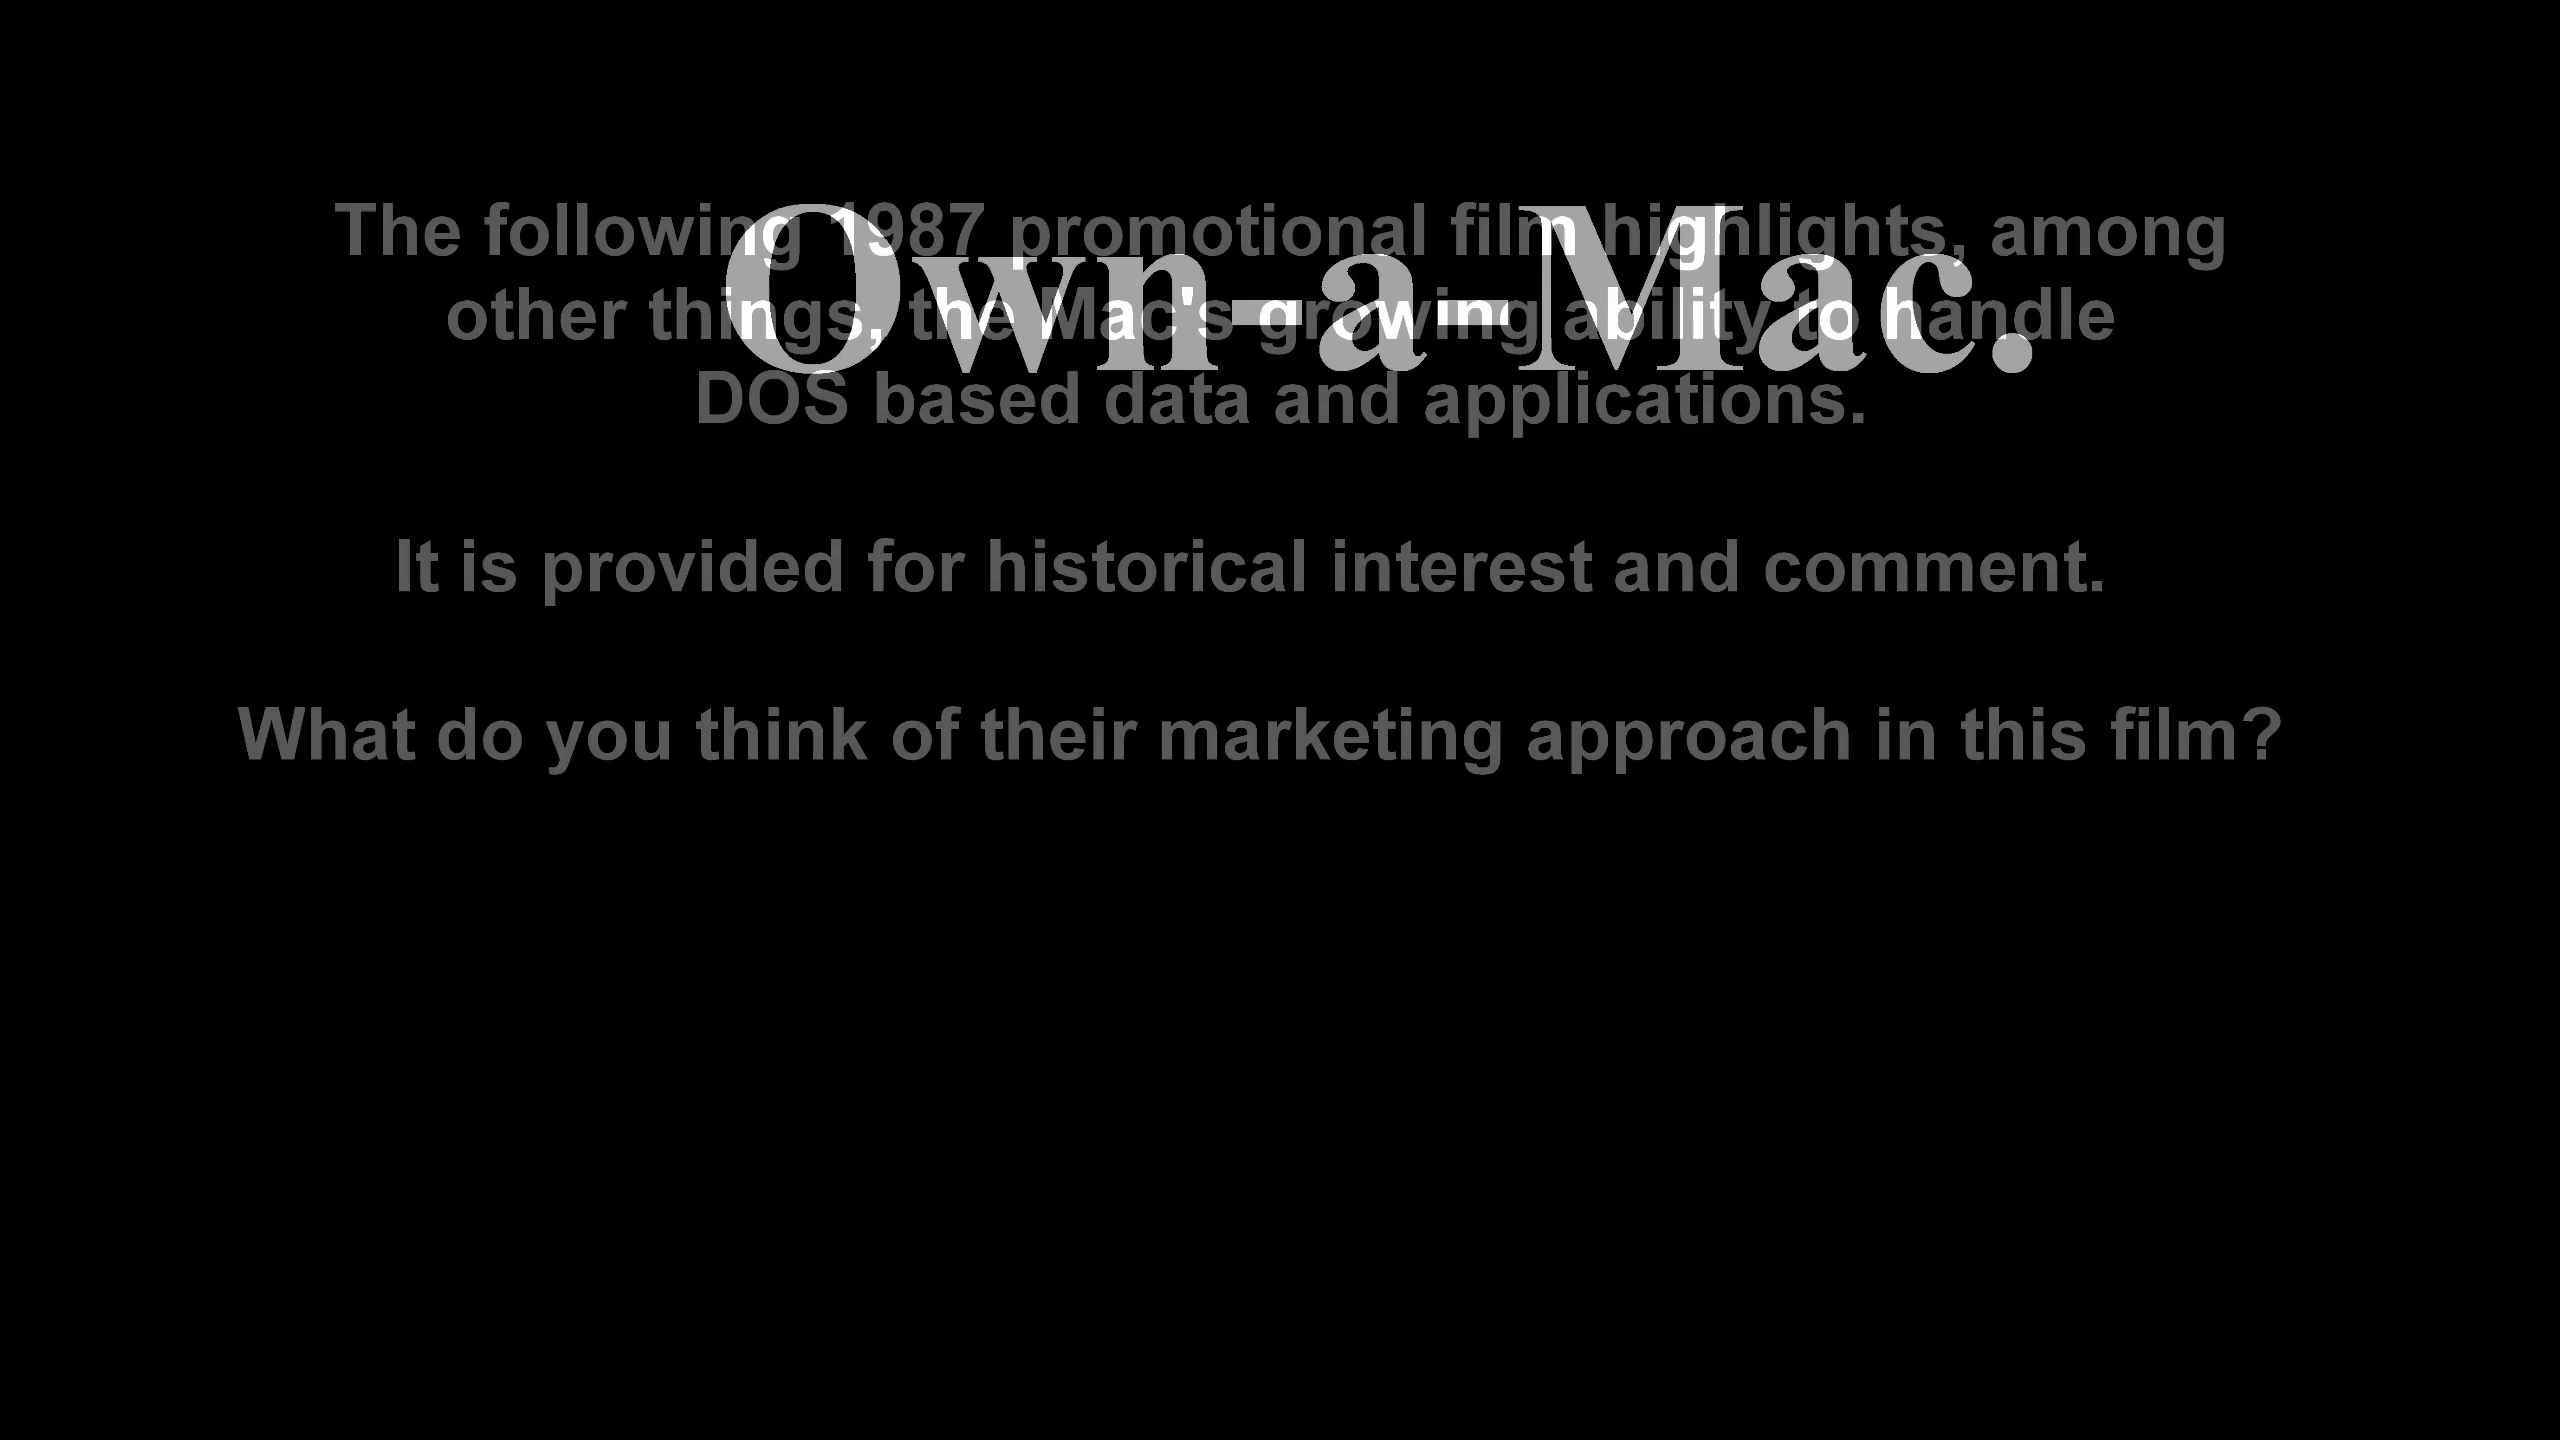 Own-a-Mac.
The following 1987 promotional film highlights, among
other things, the Mac's growing ability to handle
DOS based data and applications.
It is provided for historical interest and comment.
What do you think of their marketing approach in this film?